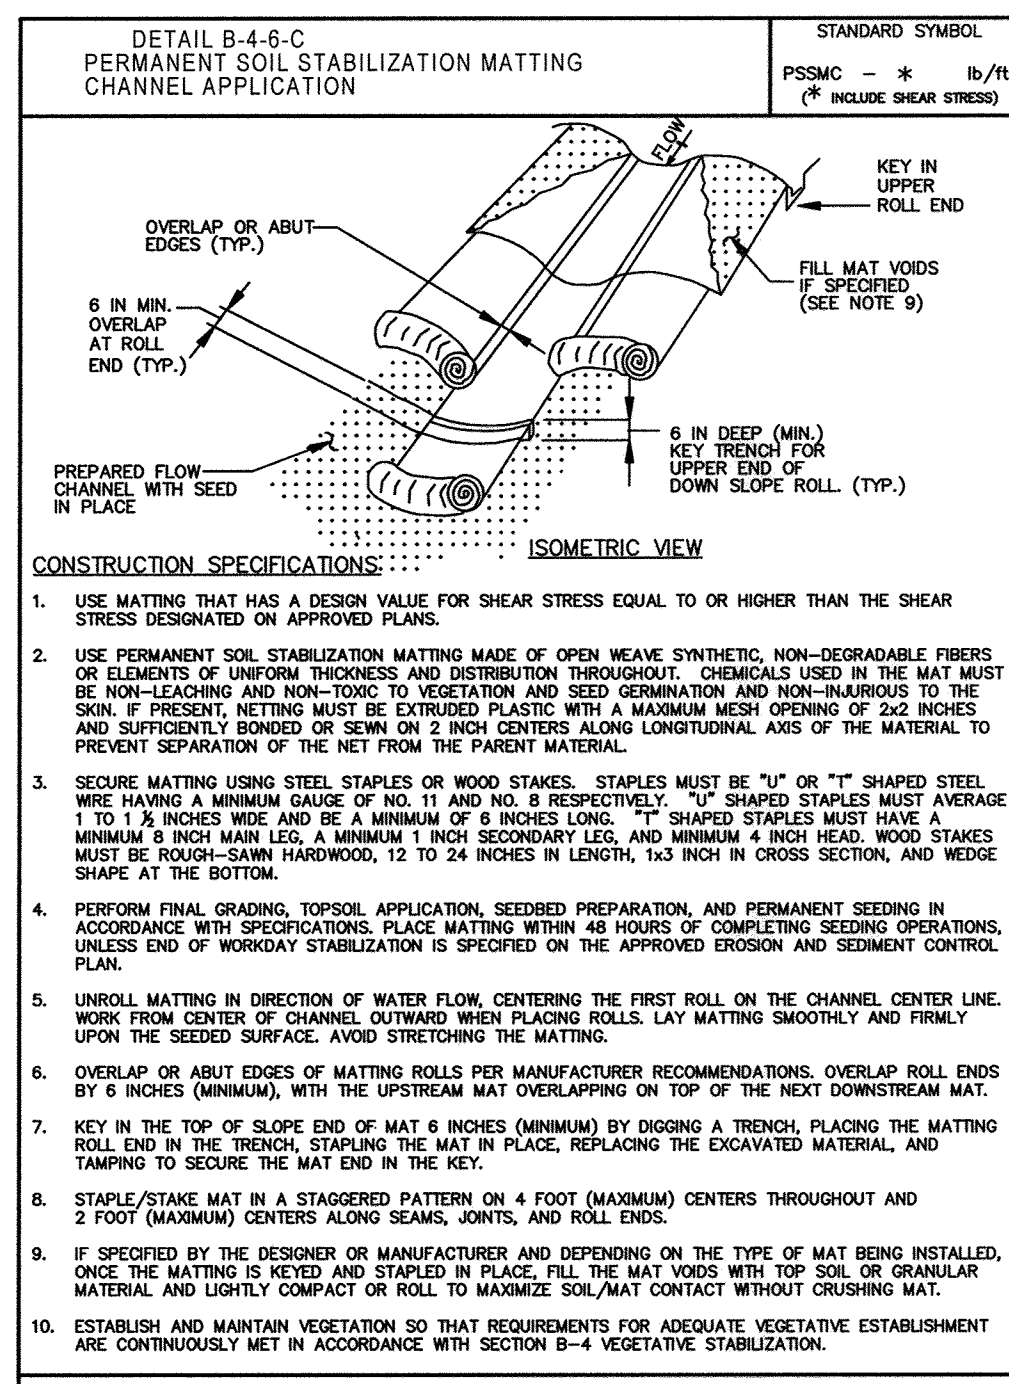 DETAIL B-4-6-C
PERMANENT SOIL STABILIZATION MATTING
CHANNEL APPLICATION
STANDARD SYMBOL
PSSMC – * lb/ft
(* INCLUDE SHEAR STRESS)
FLOW
KEY IN
UPPER
ROLL END
OVERLAP OR ABUT
EDGES (TYP.)
FILL MAT VOIDS
IF SPECIFIED
(SEE NOTE 9)
6 IN MIN.
OVERLAP
AT ROLL
END (TYP.)
6 IN DEEP (MIN.)
KEY TRENCH FOR
UPPER END OF
DOWN SLOPE ROLL. (TYP.)
PREPARED FLOW
CHANNEL WITH SEED
IN PLACE
ISOMETRIC VIEW
CONSTRUCTION SPECIFICATIONS:
1. USE MATTING THAT HAS A DESIGN VALUE FOR SHEAR STRESS EQUAL TO OR HIGHER THAN THE SHEAR
STRESS DESIGNATED ON APPROVED PLANS.
2. USE PERMANENT SOIL STABILIZATION MATTING MADE OF OPEN WEAVE SYNTHETIC, NON–DEGRADABLE FIBERS
OR ELEMENTS OF UNIFORM THICKNESS AND DISTRIBUTION THROUGHOUT. CHEMICALS USED IN THE MAT MUST
BE NON–LEACHING AND NON–TOXIC TO VEGETATION AND SEED GERMINATION AND NON–INJURIOUS TO THE
SKIN. IF PRESENT, NETTING MUST BE EXTRUDED PLASTIC WITH A MAXIMUM MESH OPENING OF 2x2 INCHES
AND SUFFICIENTLY BONDED OR SEWN ON 2 INCH CENTERS ALONG LONGITUDINAL AXIS OF THE MATERIAL TO
PREVENT SEPARATION OF THE NET FROM THE PARENT MATERIAL.
3. SECURE MATTING USING STEEL STAPLES OR WOOD STAKES. STAPLES MUST BE "U" OR "T" SHAPED STEEL
WIRE HAVING A MINIMUM GAUGE OF NO. 11 AND NO. 8 RESPECTIVELY. "U" SHAPED STAPLES MUST AVERAGE
1 TO 1 ½ INCHES WIDE AND BE A MINIMUM OF 6 INCHES LONG. "T" SHAPED STAPLES MUST HAVE A
MINIMUM 8 INCH MAIN LEG, A MINIMUM 1 INCH SECONDARY LEG, AND MINIMUM 4 INCH HEAD. WOOD STAKES
MUST BE ROUGH–SAWN HARDWOOD, 12 TO 24 INCHES IN LENGTH, 1x3 INCH IN CROSS SECTION, AND WEDGE
SHAPE AT THE BOTTOM.
4. PERFORM FINAL GRADING, TOPSOIL APPLICATION, SEEDBED PREPARATION, AND PERMANENT SEEDING IN
ACCORDANCE WITH SPECIFICATIONS. PLACE MATTING WITHIN 48 HOURS OF COMPLETING SEEDING OPERATIONS,
UNLESS END OF WORKDAY STABILIZATION IS SPECIFIED ON THE APPROVED EROSION AND SEDIMENT CONTROL
PLAN.
5. UNROLL MATTING IN DIRECTION OF WATER FLOW, CENTERING THE FIRST ROLL ON THE CHANNEL CENTER LINE.
WORK FROM CENTER OF CHANNEL OUTWARD WHEN PLACING ROLLS. LAY MATTING SMOOTHLY AND FIRMLY
UPON THE SEEDED SURFACE. AVOID STRETCHING THE MATTING.
6. OVERLAP OR ABUT EDGES OF MATTING ROLLS PER MANUFACTURER RECOMMENDATIONS. OVERLAP ROLL ENDS
BY 6 INCHES (MINIMUM), WITH THE UPSTREAM MAT OVERLAPPING ON TOP OF THE NEXT DOWNSTREAM MAT.
7. KEY IN THE TOP OF SLOPE END OF MAT 6 INCHES (MINIMUM) BY DIGGING A TRENCH, PLACING THE MATTING
ROLL END IN THE TRENCH, STAPLING THE MAT IN PLACE, REPLACING THE EXCAVATED MATERIAL, AND
TAMPING TO SECURE THE MAT END IN THE KEY.
8. STAPLE/STAKE MAT IN A STAGGERED PATTERN ON 4 FOOT (MAXIMUM) CENTERS THROUGHOUT AND
2 FOOT (MAXIMUM) CENTERS ALONG SEAMS, JOINTS, AND ROLL ENDS.
9. IF SPECIFIED BY THE DESIGNER OR MANUFACTURER AND DEPENDING ON THE TYPE OF MAT BEING INSTALLED,
ONCE THE MATTING IS KEYED AND STAPLED IN PLACE, FILL THE MAT VOIDS WITH TOP SOIL OR GRANULAR
MATERIAL AND LIGHTLY COMPACT OR ROLL TO MAXIMIZE SOIL/MAT CONTACT WITHOUT CRUSHING MAT.
10. ESTABLISH AND MAINTAIN VEGETATION SO THAT REQUIREMENTS FOR ADEQUATE VEGETATIVE ESTABLISHMENT
ARE CONTINUOUSLY MET IN ACCORDANCE WITH SECTION B–4 VEGETATIVE STABILIZATION.